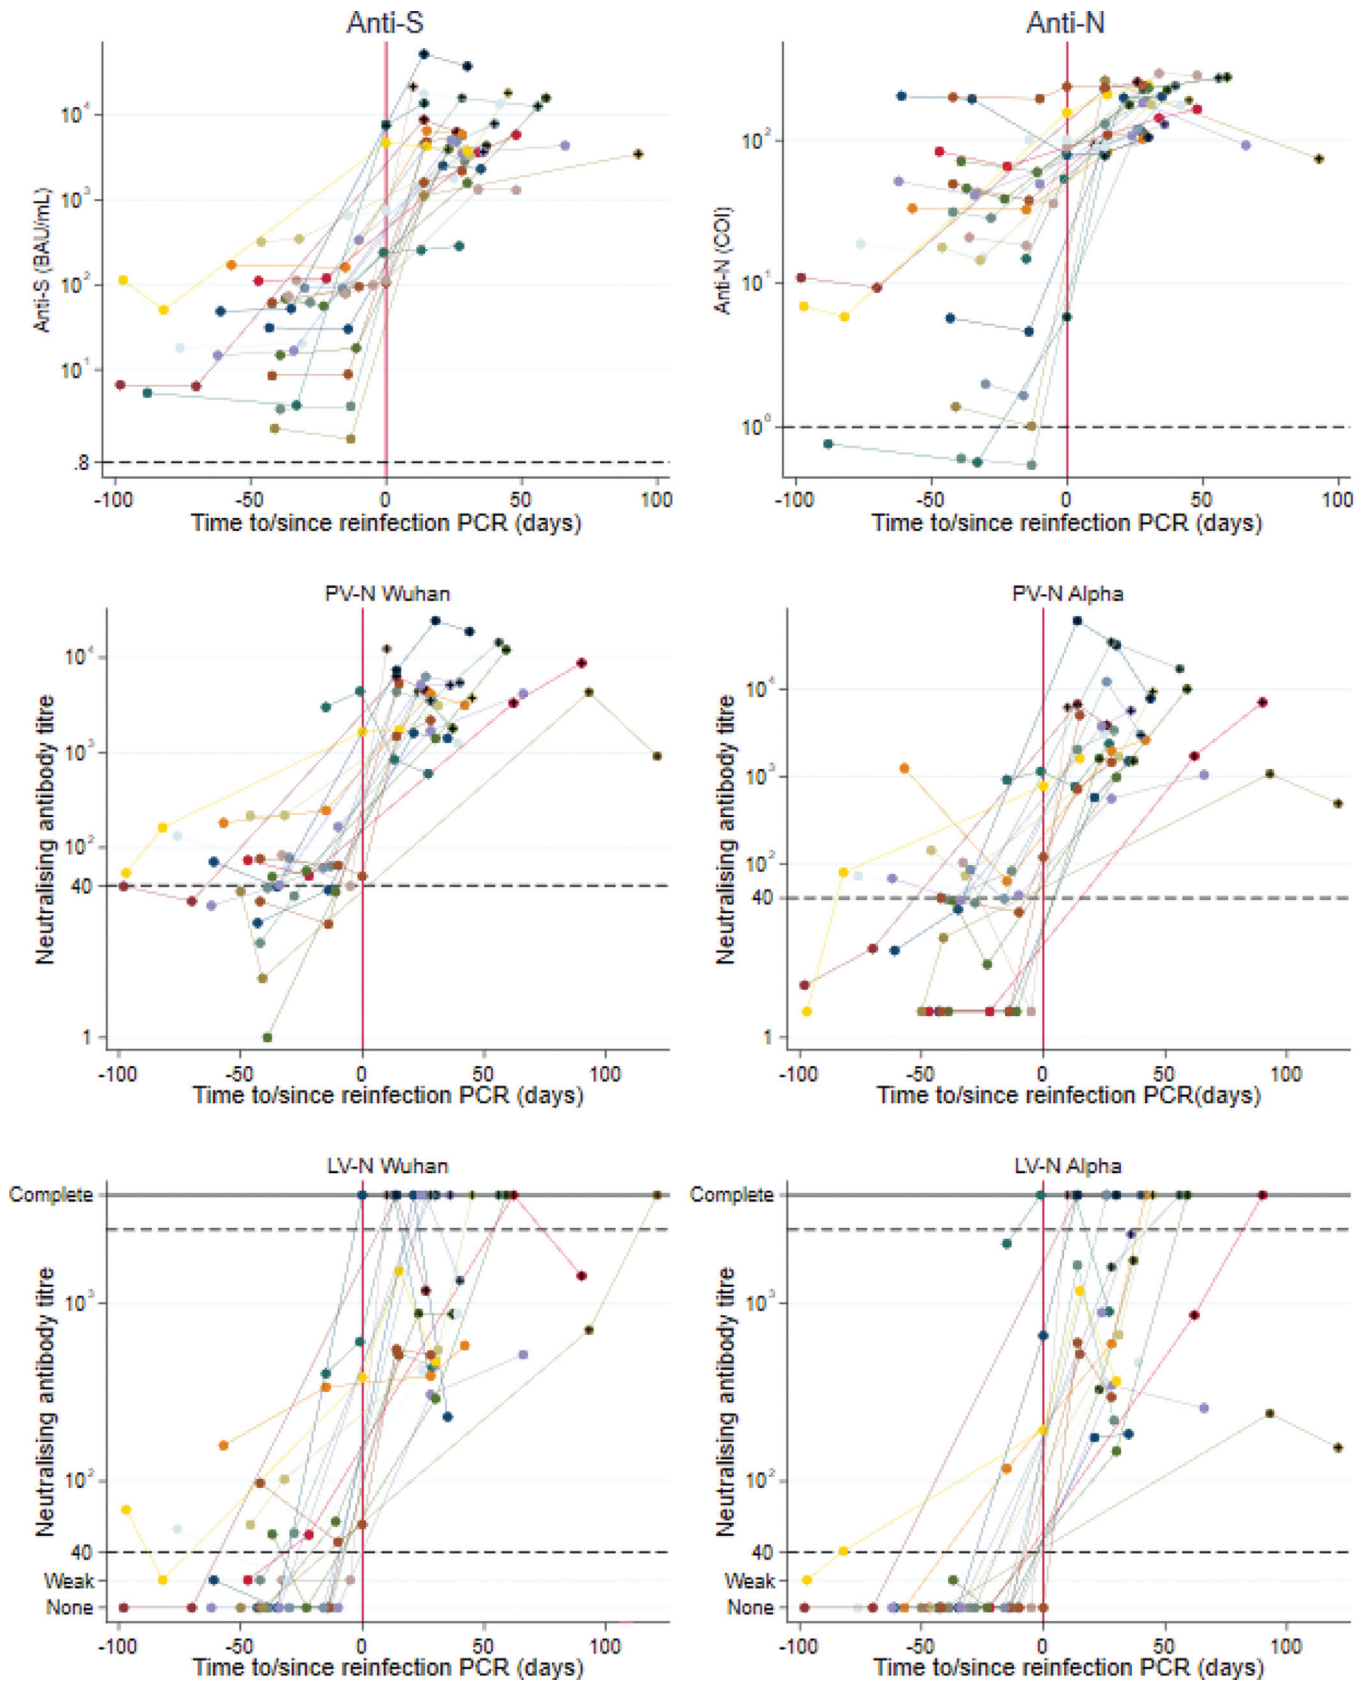 Anti-S
Anti-S (BAU/mL)
10⁴
10³
10²
10¹
.8
-100 -50 0 50 100
Time to/since reinfection PCR (days)
Anti-N
Anti-N (COI)
10²
10¹
10⁰
-100 -50 0 50 100
Time to/since reinfection PCR (days)
PV-N Wuhan
Neutralising antibody titre
10⁴
10³
10²
40
1
-100 -50 0 50 100
Time to/since reinfection PCR (days)
PV-N Alpha
Neutralising antibody titre
10⁴
10³
10²
40
1
-100 -50 0 50 100
Time to/since reinfection PCR(days)
LV-N Wuhan
Neutralising antibody titre
Complete
10³
10²
40
Weak
None
-100 -50 0 50 100
Time to/since reinfection PCR (days)
LV-N Alpha
Neutralising antibody titre
Complete
10³
10²
40
Weak
None
-100 -50 0 50 100
Time to/since reinfection PCR (days)